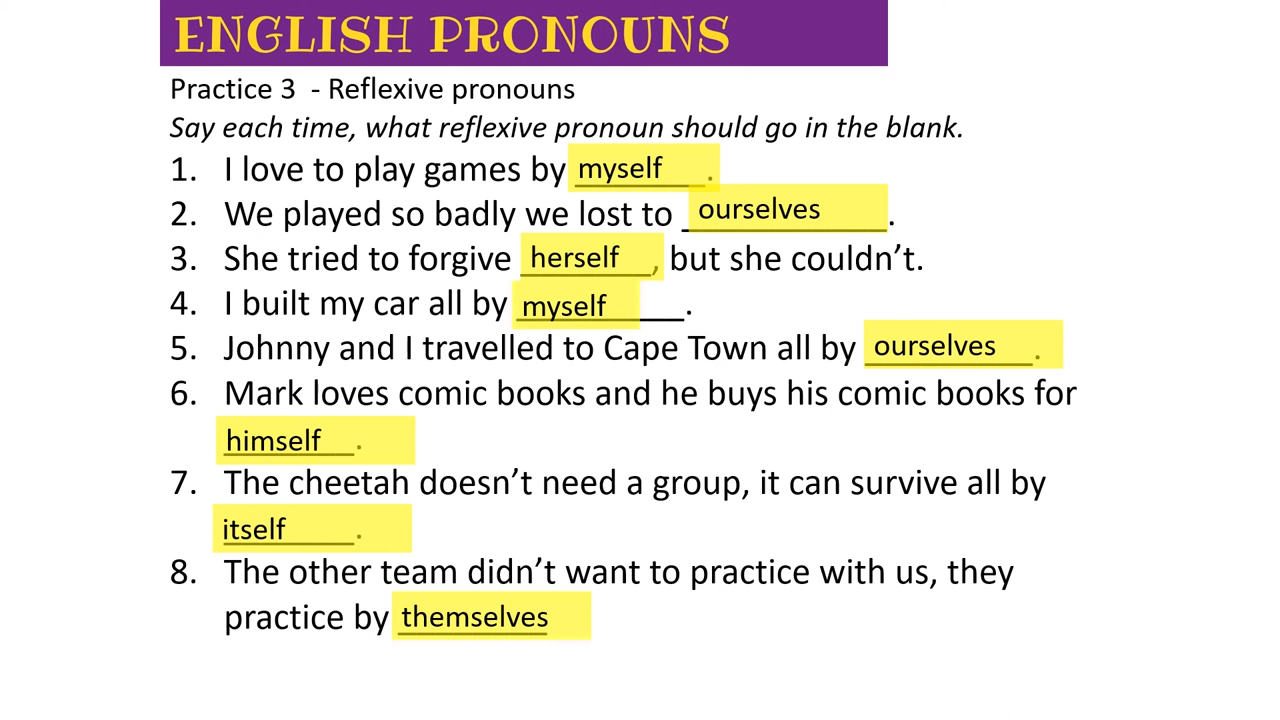 ENGLISH PRONOUNS
Practice 3 - Reflexive pronouns
Say each time, what reflexive pronoun should go in the blank.
1. I love to play games by myself.
2. We played so badly we lost to ourselves.
3. She tried to forgive herself, but she couldn’t.
4. I built my car all by myself.
5. Johnny and I travelled to Cape Town all by ourselves.
6. Mark loves comic books and he buys his comic books for
himself.
7. The cheetah doesn’t need a group, it can survive all by
itself.
8. The other team didn’t want to practice with us, they
practice by themselves